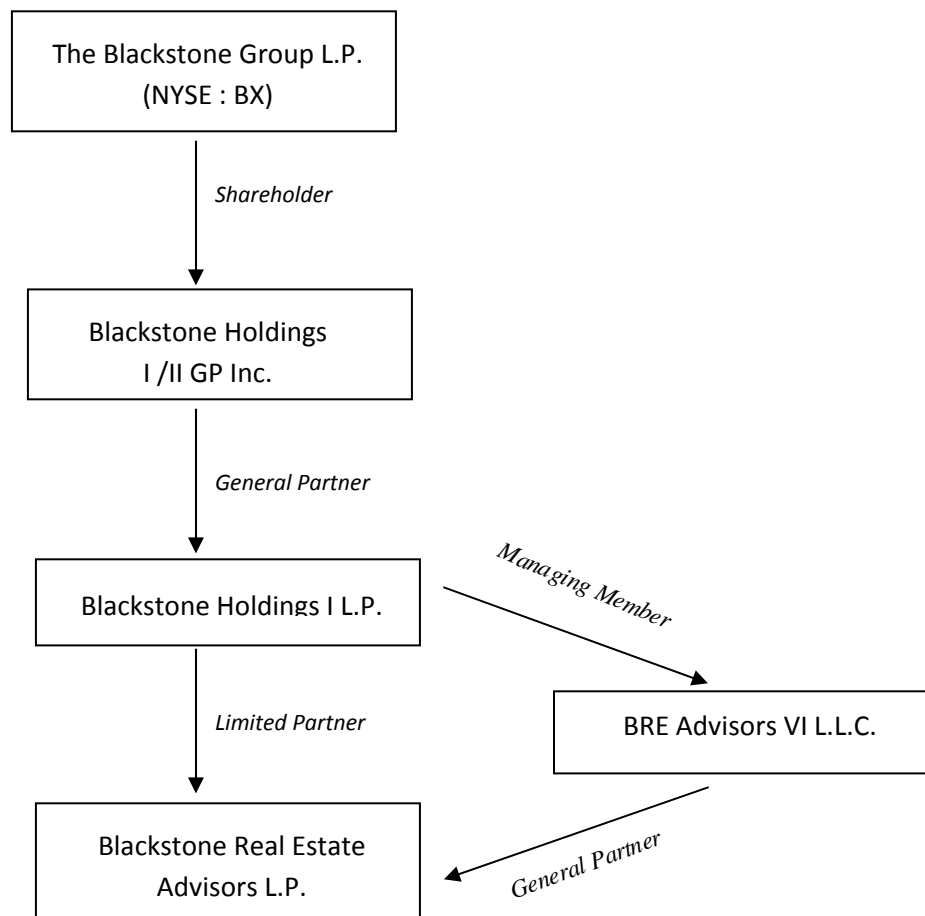 The Blackstone Group L.P.
(NYSE : BX)
Shareholder
Blackstone Holdings
I /II GP Inc.
General Partner
Managing Member
Blackstone Holdings I L.P.
Limited Partner
BRE Advisors VI L.L.C.
Blackstone Real Estate
Advisors L.P.
General Partner